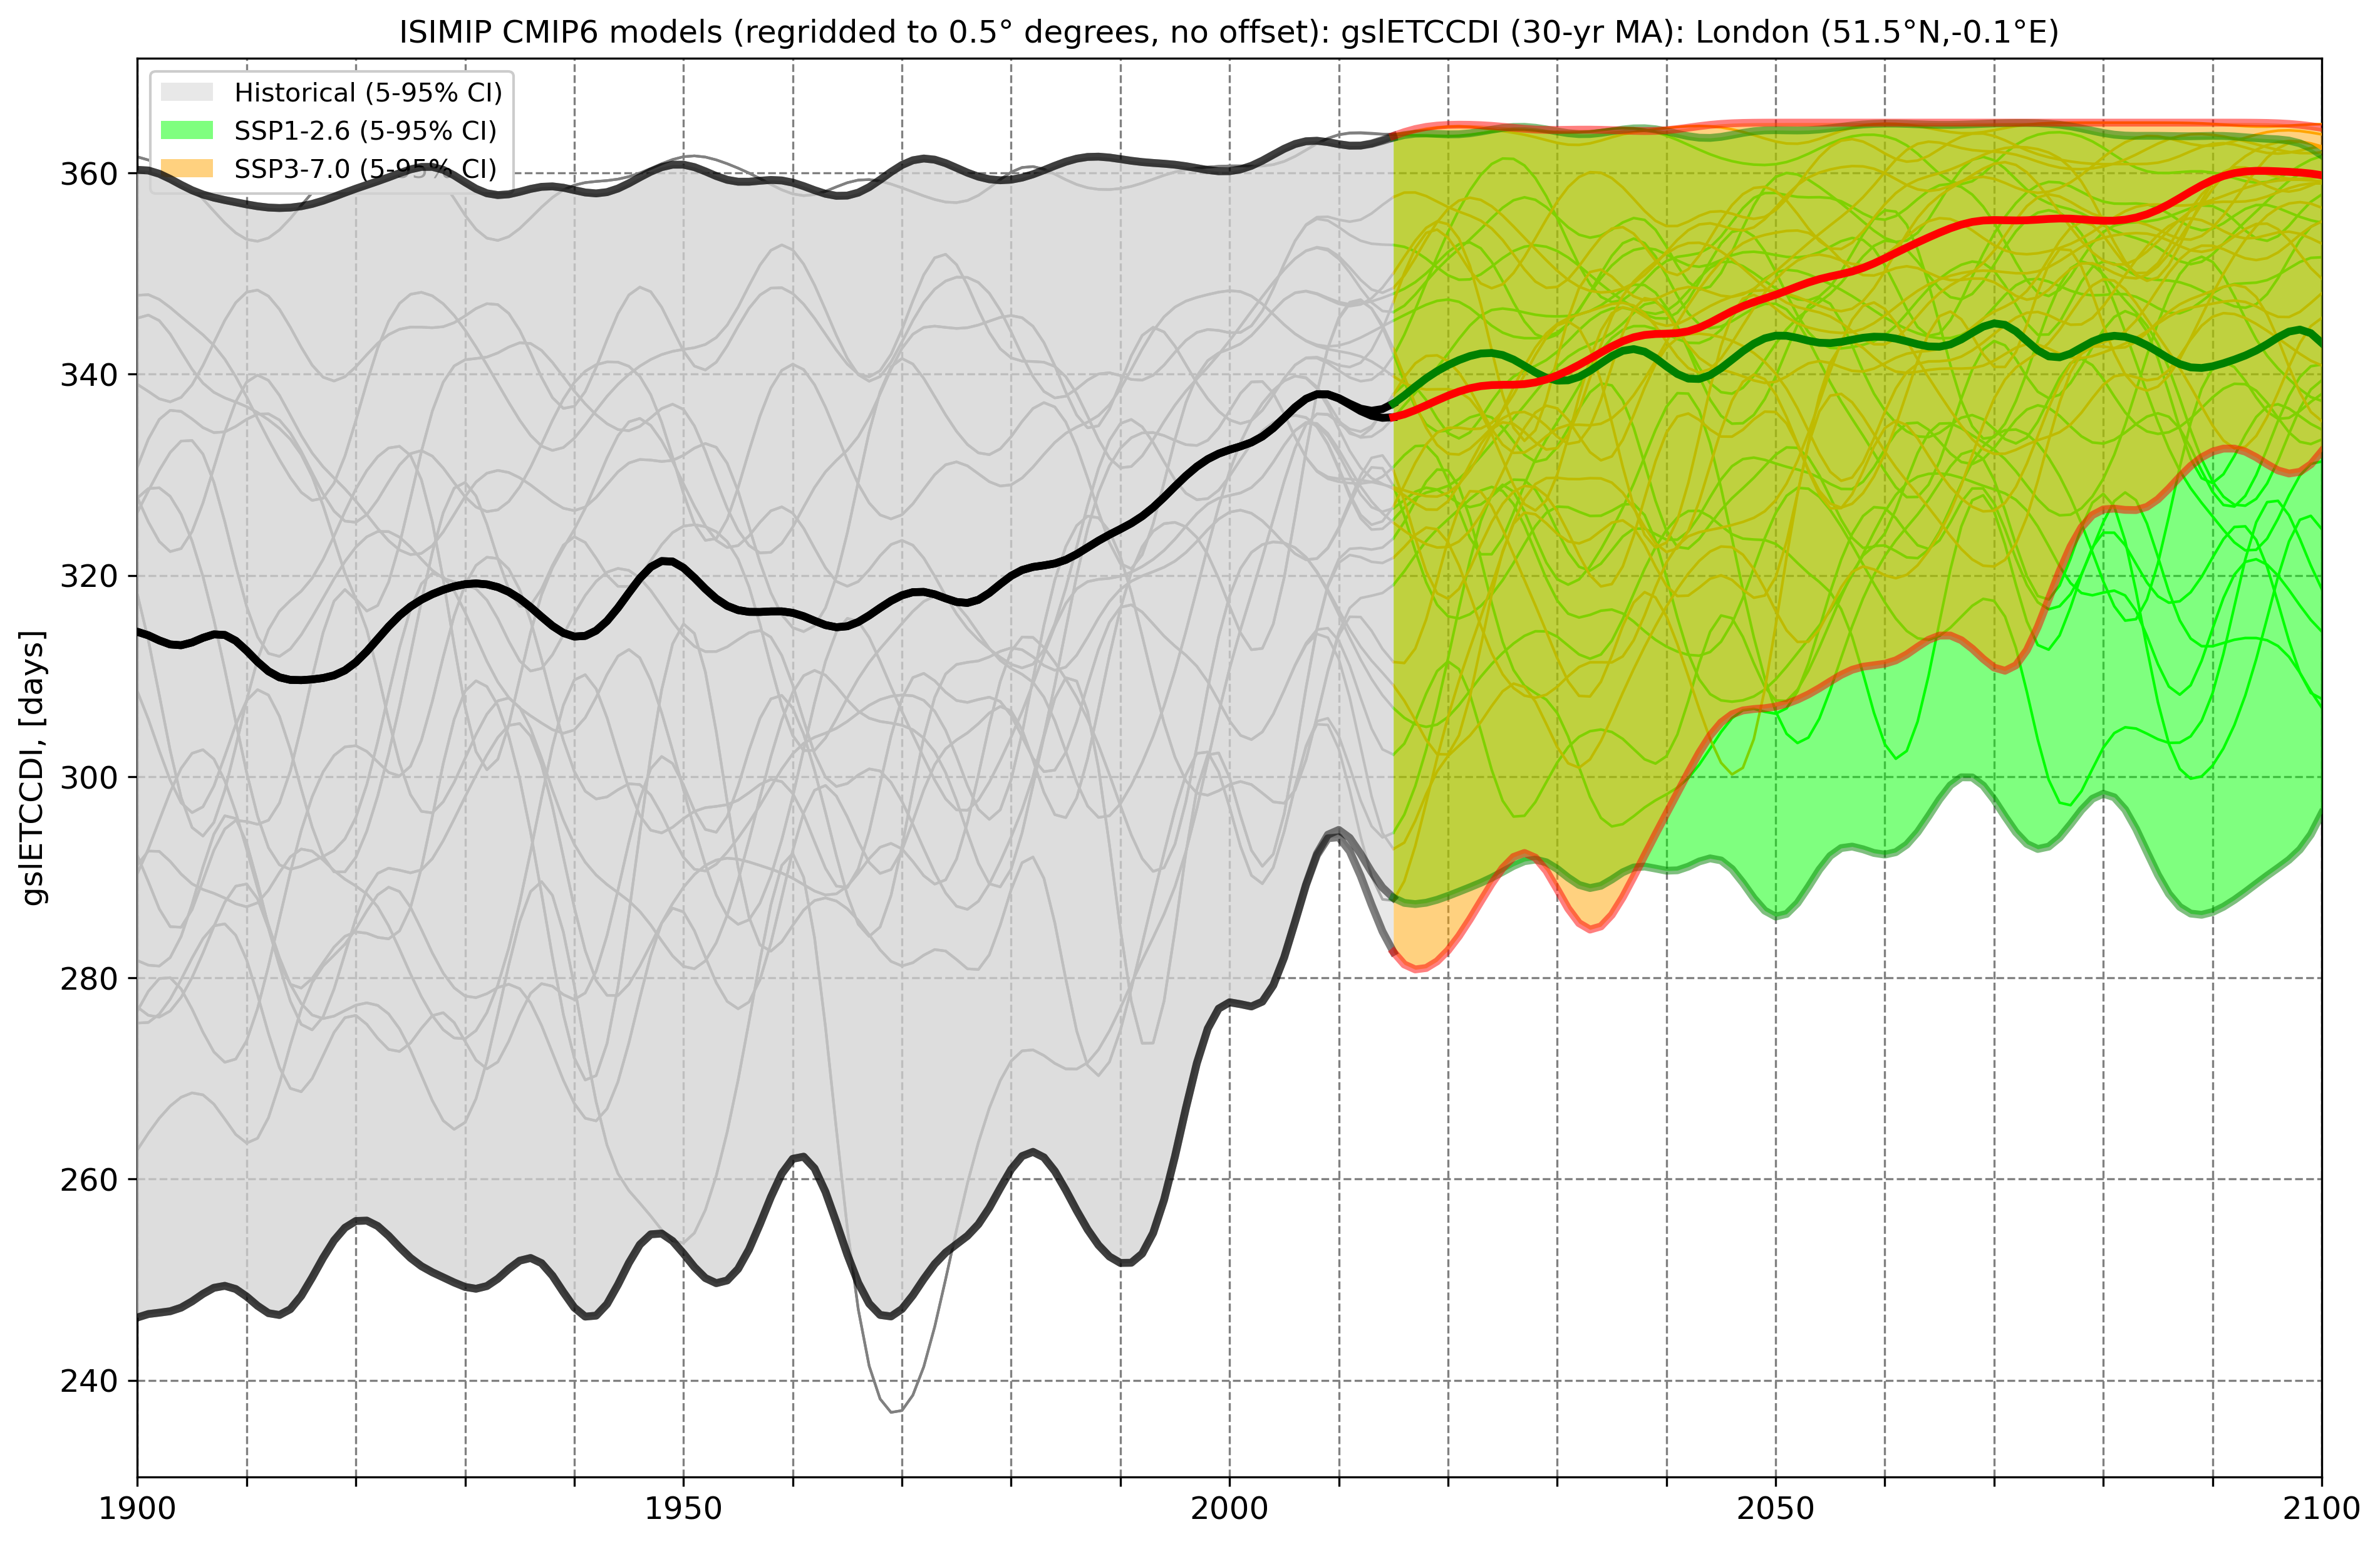 ISIMIP CMIP6 models (regridded to 0.5° degrees, no offset): gslETCCDI (30-yr MA): London (51.5°N,-0.1°E)
Historical (5-95% CI)
SSP1-2.6 (5-95% CI)
SSP3-7.0 (5-95% CI)
gslETCCDI, [days]
360
340
320
300
280
260
240
1900
1950
2000
2050
2100